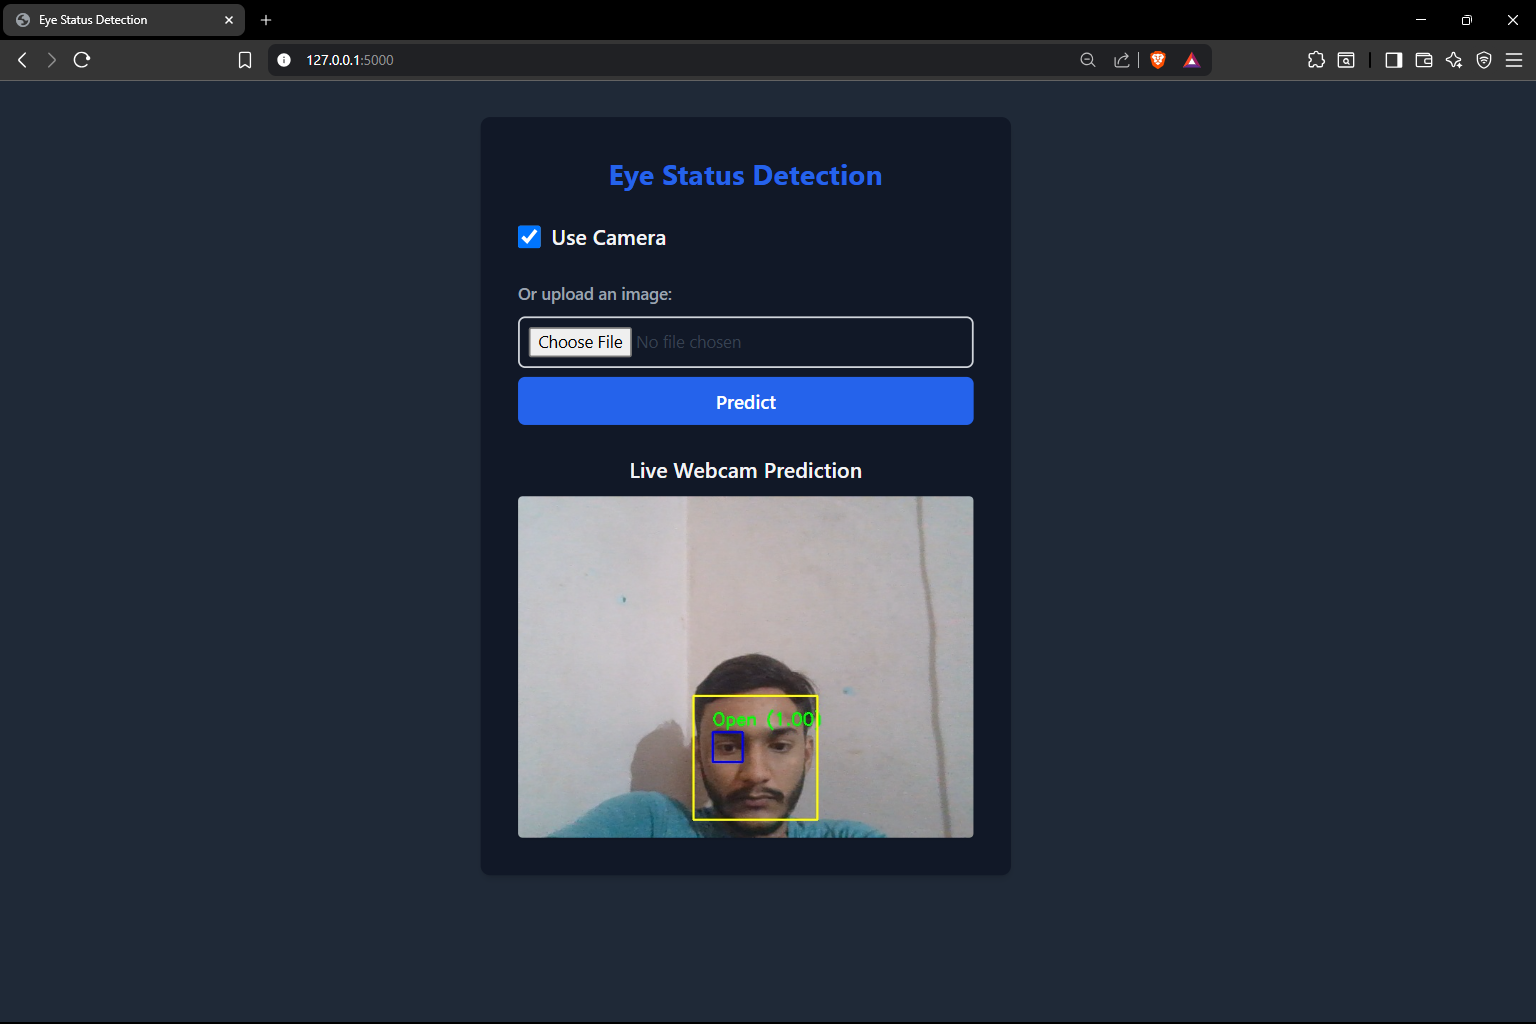 Eye Status Detection
127.0.0.1:5000
Eye Status Detection
Use Camera
Or upload an image:
Choose File No file chosen
Predict
Live Webcam Prediction
Open (1.00)